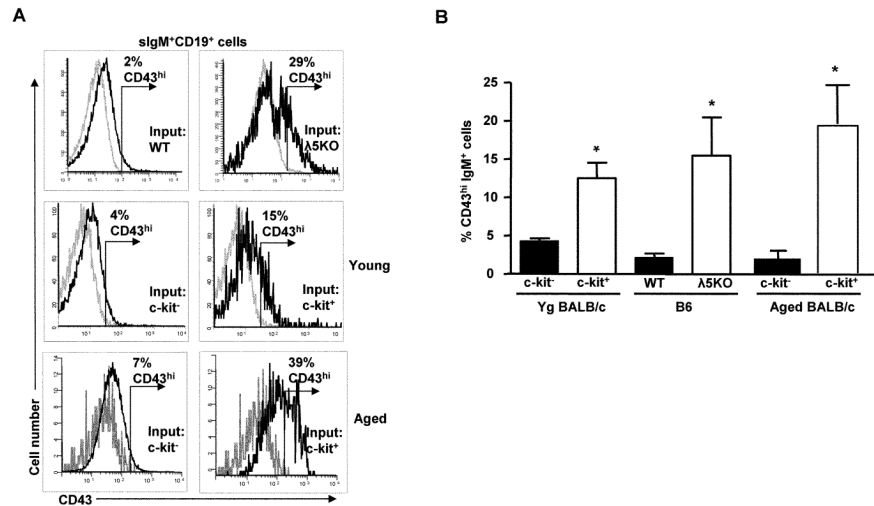 A
sIgM⁺CD19⁺ cells
2%
CD43ʰⁱ
Input:
WT
29%
CD43ʰⁱ
Input:
λ5KO
4%
CD43ʰⁱ
Input:
c-kit⁻
15%
CD43ʰⁱ
Input:
c-kit⁺
Young
7%
CD43ʰⁱ
Input:
c-kit⁻
39%
CD43ʰⁱ
Input:
c-kit⁺
Aged
Cell number
CD43
B
% CD43ʰⁱ IgM⁺ cells
25
20
15
10
5
0
* * *
c-kit⁻ c-kit⁺ WT λ5KO c-kit⁻ c-kit⁺
Yg BALB/c B6 Aged BALB/c